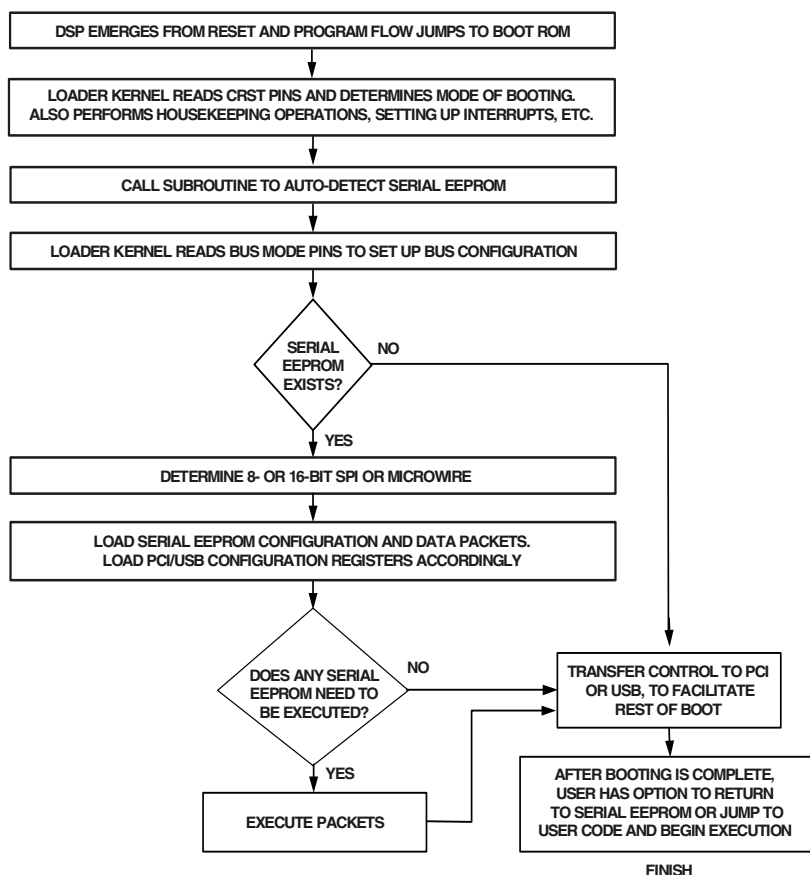 DSP EMERGES FROM RESET AND PROGRAM FLOW JUMPS TO BOOT ROM
LOADER KERNEL READS CRST PINS AND DETERMINES MODE OF BOOTING.
ALSO PERFORMS HOUSEKEEPING OPERATIONS, SETTING UP INTERRUPTS, ETC.
CALL SUBROUTINE TO AUTO-DETECT SERIAL EEPROM
LOADER KERNEL READS BUS MODE PINS TO SET UP BUS CONFIGURATION
SERIAL
EEPROM
EXISTS?
NO
YES
DETERMINE 8- OR 16-BIT SPI OR MICROWIRE
LOAD SERIAL EEPROM CONFIGURATION AND DATA PACKETS.
LOAD PCI/USB CONFIGURATION REGISTERS ACCORDINGLY
DOES ANY SERIAL
EEPROM NEED TO
BE EXECUTED?
NO
YES
EXECUTE PACKETS
TRANSFER CONTROL TO PCI
OR USB, TO FACILITATE
REST OF BOOT
AFTER BOOTING IS COMPLETE,
USER HAS OPTION TO RETURN
TO SERIAL EEPROM OR JUMP TO
USER CODE AND BEGIN EXECUTION
FINISH